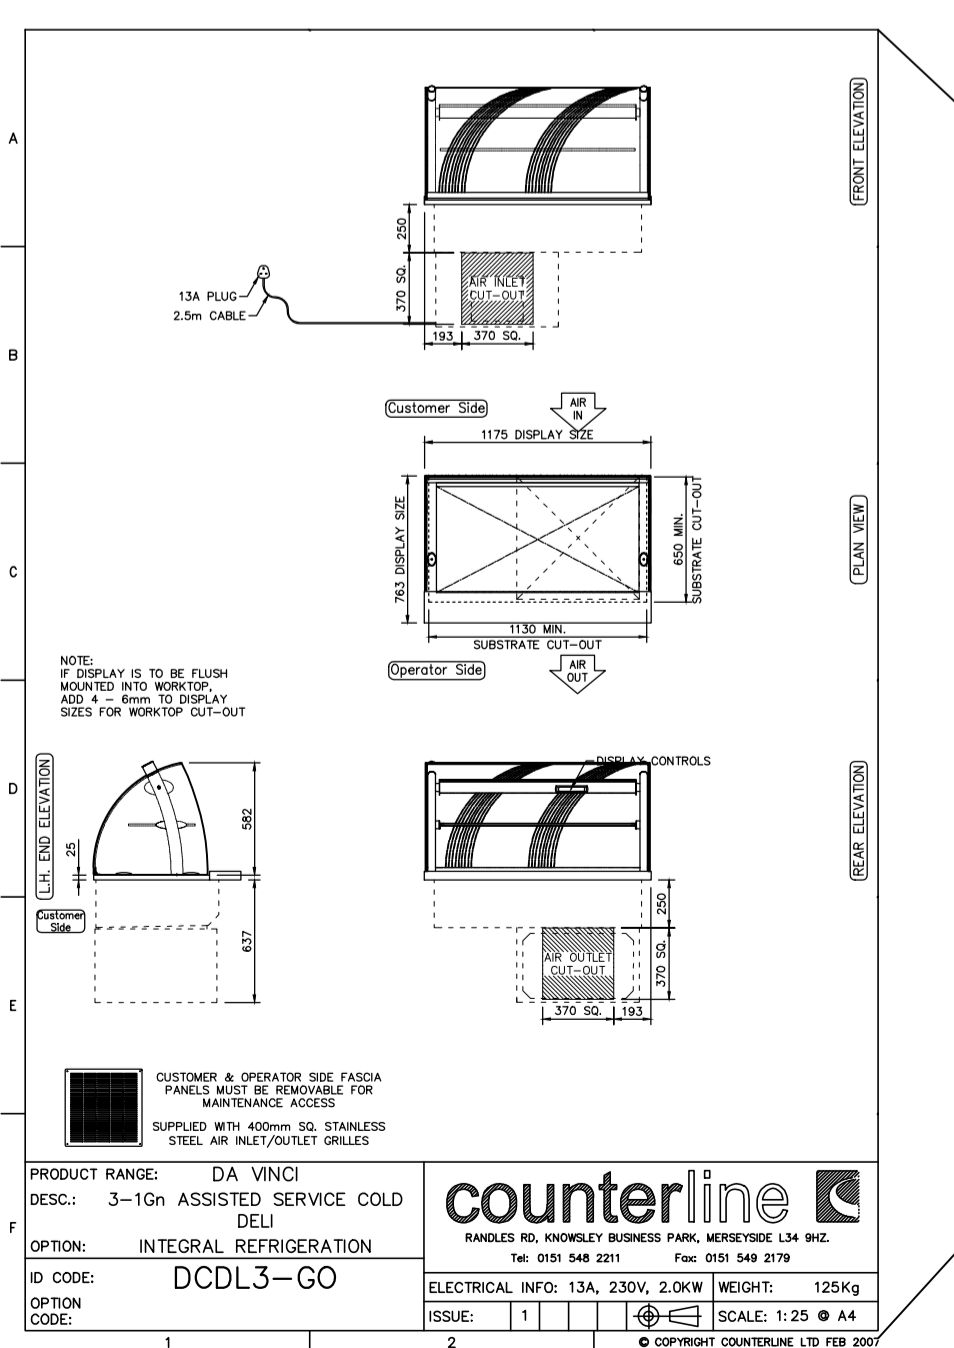 A
FRONT ELEVATION
250
370 SQ.
AIR INLET
CUT-OUT
13A PLUG
2.5m CABLE
193
370 SQ.
B
Customer Side
AIR
IN
1175 DISPLAY SIZE
763 DISPLAY SIZE
650 MIN.
SUBSTRATE CUT-OUT
PLAN VIEW
C
1130 MIN.
SUBSTRATE CUT-OUT
Operator Side
AIR
OUT
NOTE:
IF DISPLAY IS TO BE FLUSH
MOUNTED INTO WORKTOP,
ADD 4 - 6mm TO DISPLAY
SIZES FOR WORKTOP CUT-OUT
D
L.H. END ELEVATION
25
582
637
Customer
Side
DISPLAY CONTROLS
REAR ELEVATION
250
370 SQ.
AIR OUTLET
CUT-OUT
370 SQ.
193
E
CUSTOMER & OPERATOR SIDE FASCIA
PANELS MUST BE REMOVABLE FOR
MAINTENANCE ACCESS
SUPPLIED WITH 400mm SQ. STAINLESS
STEEL AIR INLET/OUTLET GRILLES
F
PRODUCT RANGE: DA VINCI
DESC.: 3-1Gn ASSISTED SERVICE COLD
DELI
OPTION: INTEGRAL REFRIGERATION
ID CODE: DCDL3-GO
OPTION
CODE:
counterline
RANDLES RD, KNOWSLEY BUSINESS PARK, MERSEYSIDE L34 9HZ.
Tel: 0151 548 2211 Fax: 0151 549 2179
ELECTRICAL INFO: 13A, 230V, 2.0KW
WEIGHT: 125Kg
ISSUE: 1
SCALE: 1:25 @ A4
1
2
© COPYRIGHT COUNTERLINE LTD FEB 2007